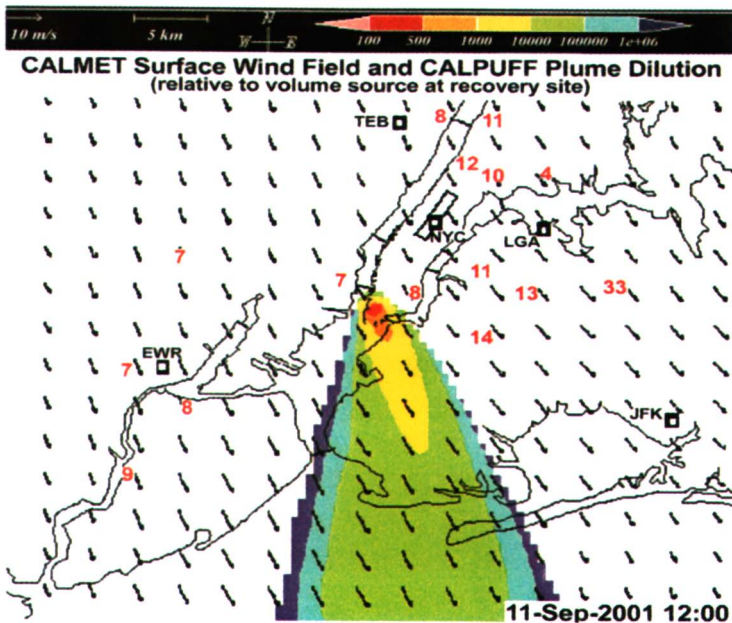 10 m/s 5 km N W E 100 500 1000 10000 100000 1e+06
CALMET Surface Wind Field and CALPUFF Plume Dilution
(relative to volume source at recovery site)
TEB 8 11
12 10 4
NYC LGA
7
7 8 11 13 33
14
EWR
7
8 JFK
9
11-Sep-2001 12:00